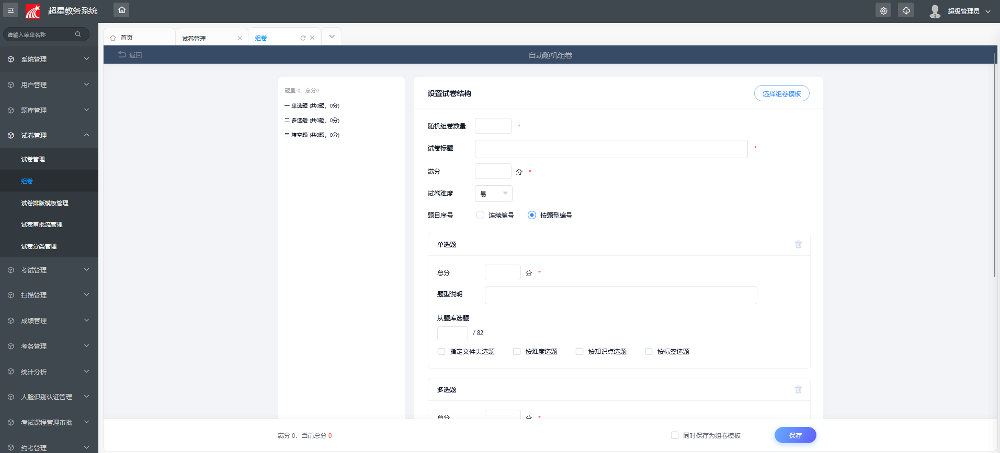 超星教务系统
超级管理员
请输入菜单名称
首页
试卷管理
组卷
返回
自动随机组卷
系统管理
用户管理
题库管理
试卷管理
试卷管理
组卷
试卷排版模板管理
试卷审批流管理
试卷分类管理
考试管理
扫描管理
成绩管理
考务管理
统计分析
人脸识别认证管理
考试课程管理审批
约考管理
题量 0，总分0
一 单选题 (共0题，0分)
二 多选题 (共0题，0分)
三 填空题 (共0题，0分)
设置试卷结构
选择组卷模板
随机组卷数量 *
试卷标题 *
满分 分 *
试卷难度 易
题目序号 连续编号 按题型编号
单选题
总分 分 *
题型说明
从题库选题
/ 82
指定文件夹选题 按难度选题 按知识点选题 按标签选题
多选题
总分 分 *
满分 0，当前总分 0
同时保存为组卷模板
保存